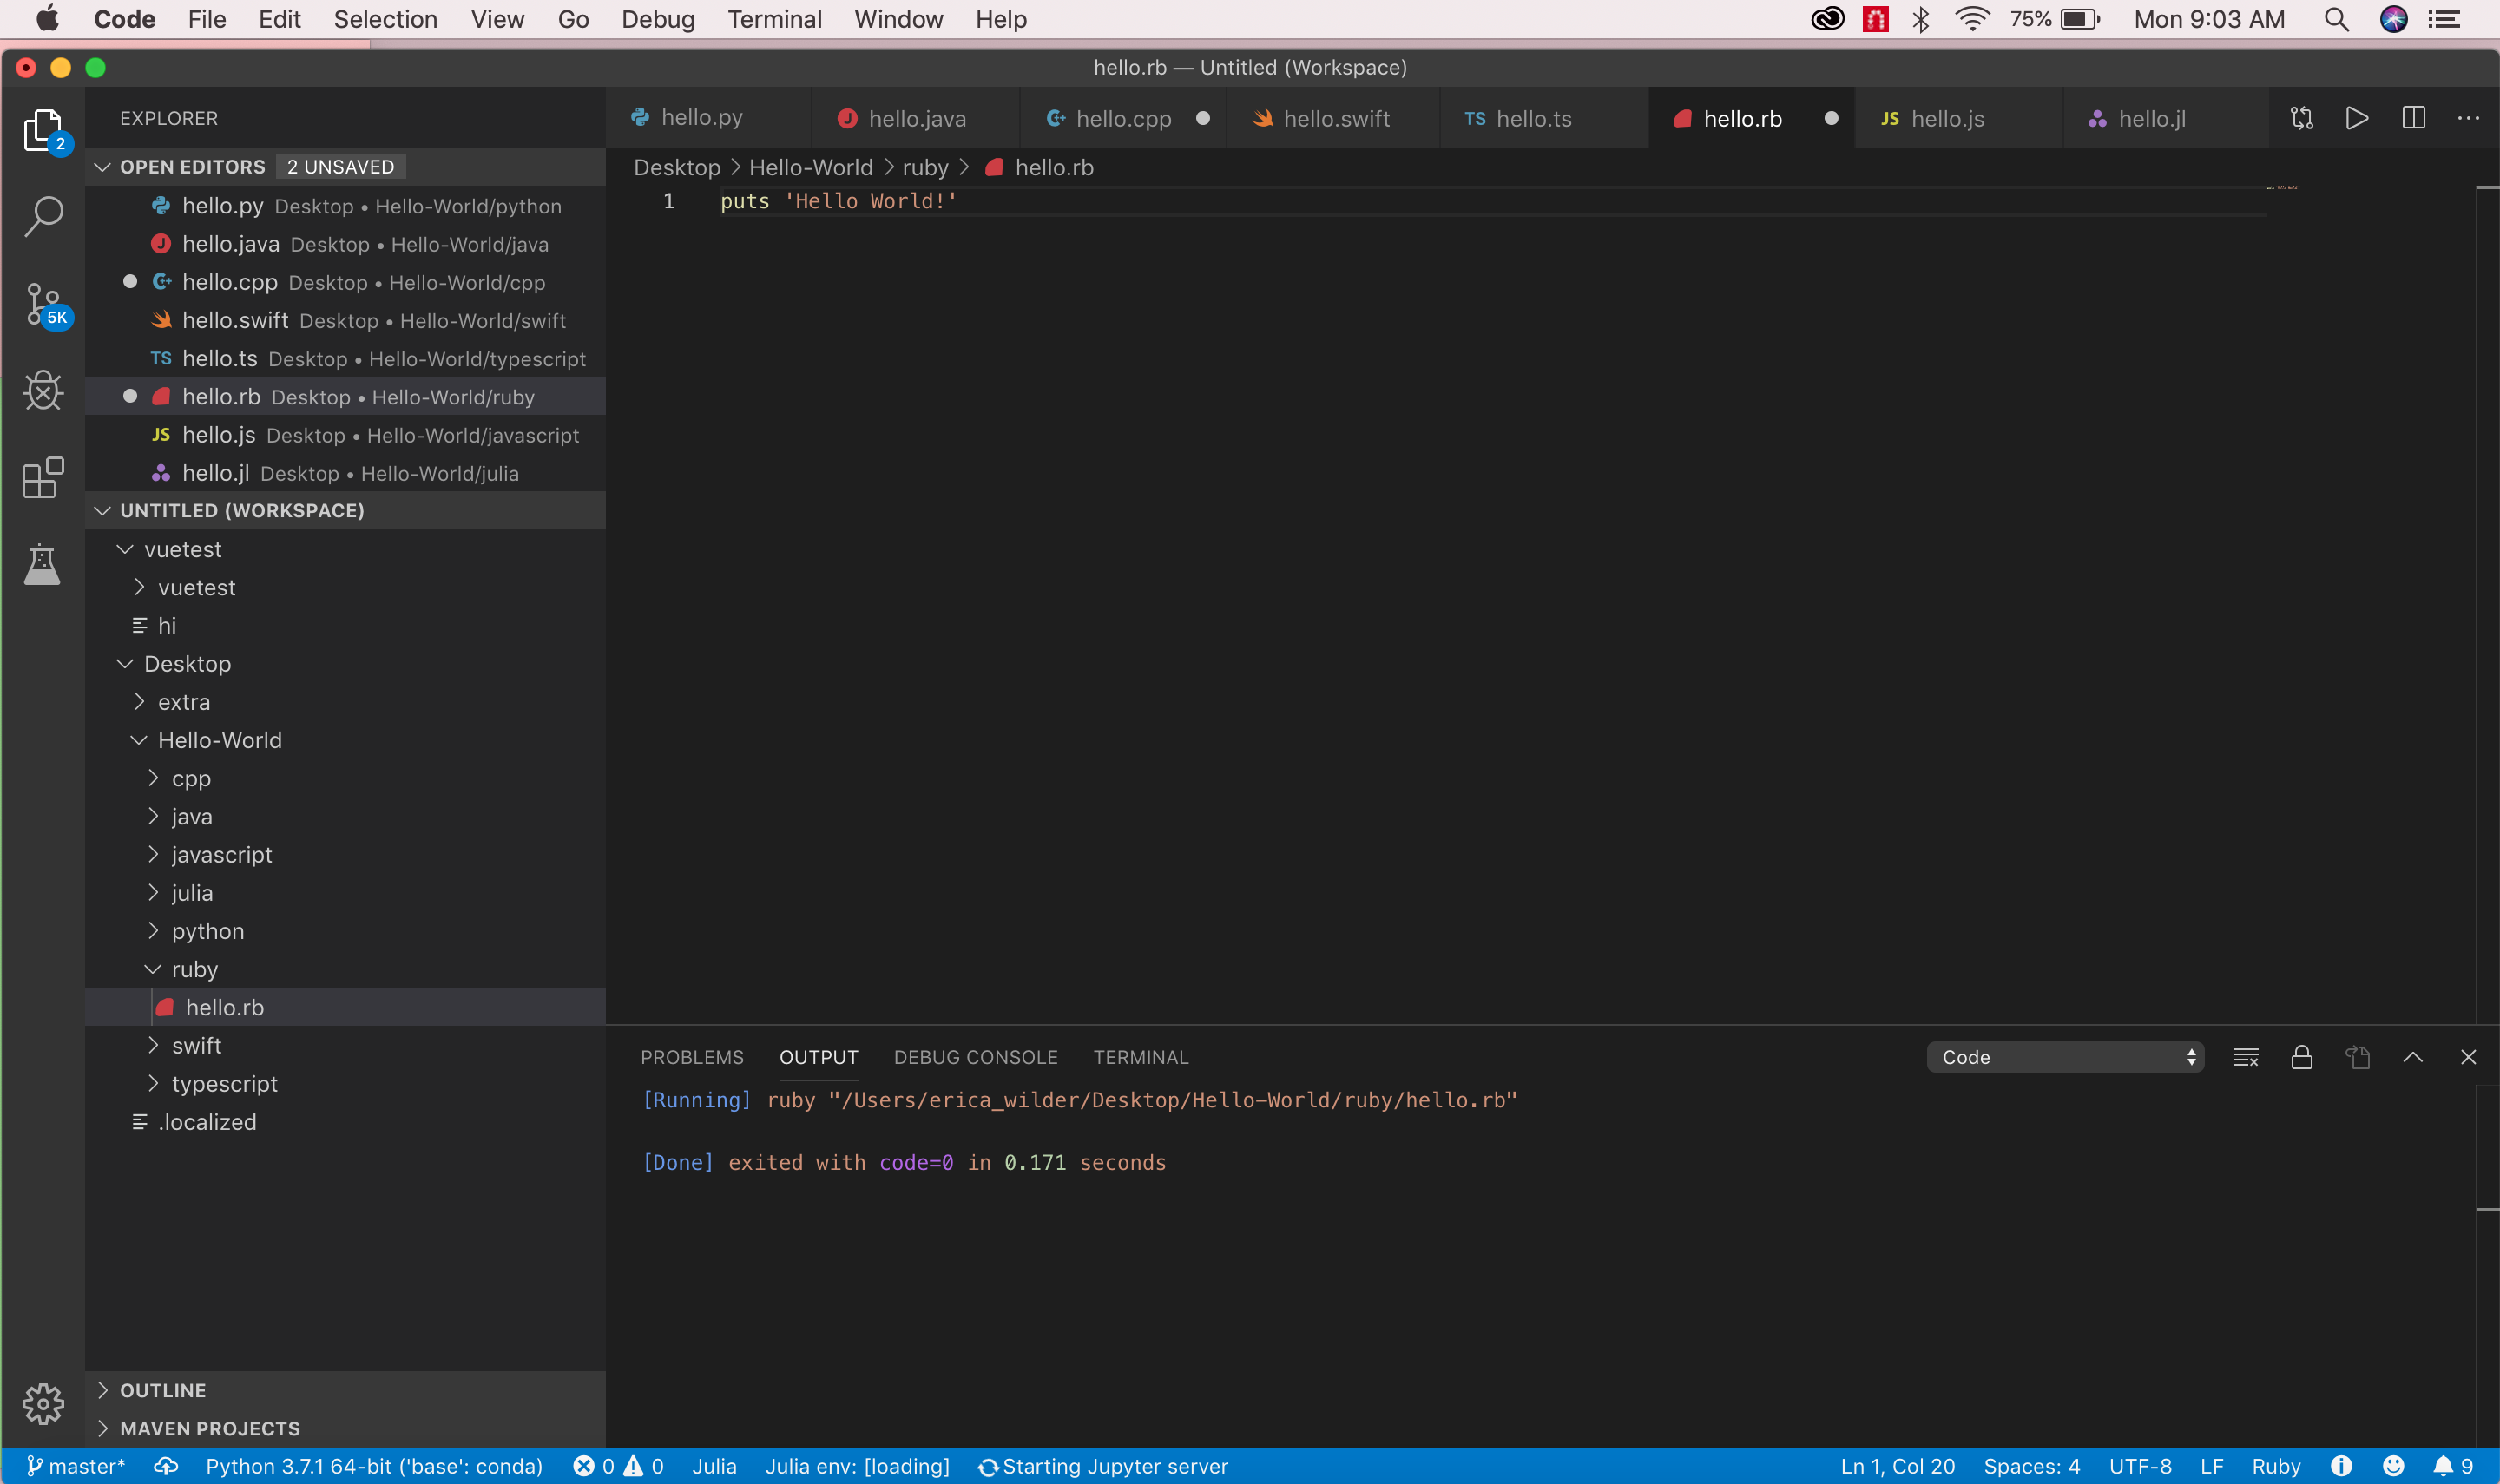 Code File Edit Selection View Go Debug Terminal Window Help 75% Mon 9:03 AM
hello.rb — Untitled (Workspace)
EXPLORER
2
5K
OPEN EDITORS 2 UNSAVED
hello.py Desktop • Hello-World/python
hello.java Desktop • Hello-World/java
hello.cpp Desktop • Hello-World/cpp
hello.swift Desktop • Hello-World/swift
TS hello.ts Desktop • Hello-World/typescript
hello.rb Desktop • Hello-World/ruby
JS hello.js Desktop • Hello-World/javascript
hello.jl Desktop • Hello-World/julia
UNTITLED (WORKSPACE)
vuetest
vuetest
hi
Desktop
extra
Hello-World
cpp
java
javascript
julia
python
ruby
hello.rb
swift
typescript
.localized
OUTLINE
MAVEN PROJECTS
hello.py J hello.java C++ hello.cpp hello.swift TS hello.ts hello.rb JS hello.js hello.jl
Desktop > Hello-World > ruby > hello.rb
1 puts 'Hello World!'
PROBLEMS OUTPUT DEBUG CONSOLE TERMINAL Code
[Running] ruby "/Users/erica_wilder/Desktop/Hello-World/ruby/hello.rb"
[Done] exited with code=0 in 0.171 seconds
master* Python 3.7.1 64-bit ('base': conda) 0 0 Julia Julia env: [loading] Starting Jupyter server Ln 1, Col 20 Spaces: 4 UTF-8 LF Ruby 9